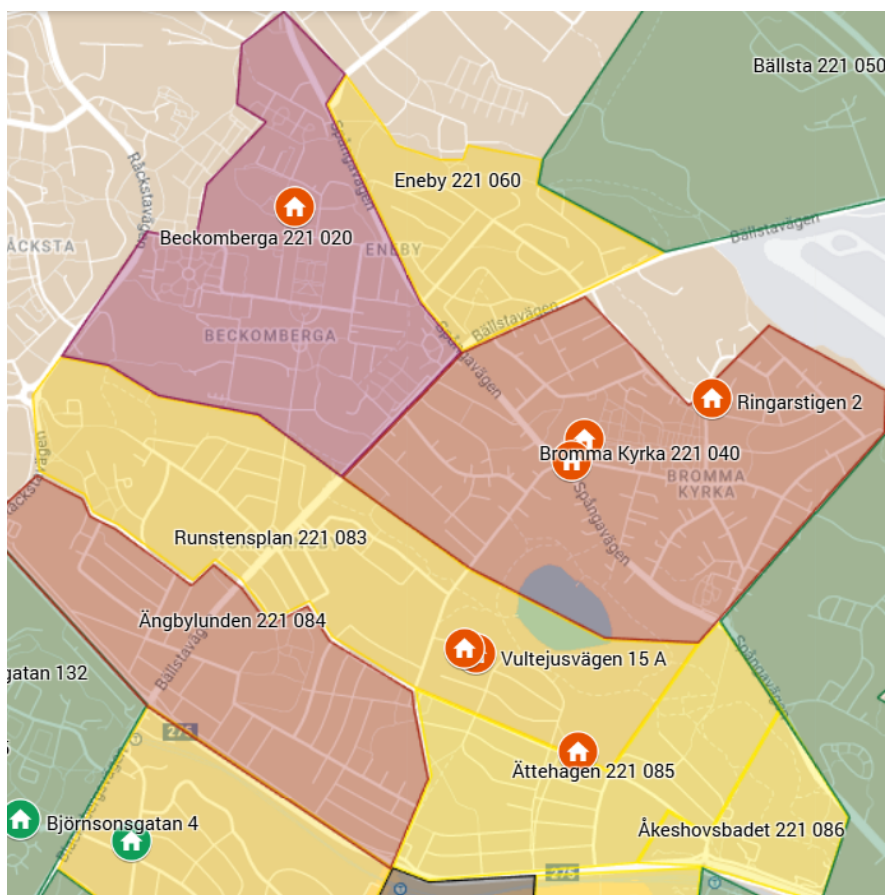 Bällsta 221 050
Råckstavägen
Spångavägen
Eneby 221 060
Beckomberga 221 020
ENEBY
Bällstavägen
BECKOMBERGA
Spångavägen
Bällstavägen
Ringarstigen 2
Bromma Kyrka 221 040
BROMMA
KYRKA
Spångavägen
Råckstavägen
Runstensplan 221 083
Ängbylunden 221 084
Bällstavägen
Vultejusvägen 15 A
Spångavägen
gatan 132
275
Ättehagen 221 085
Björnsonsgatan 4
Åkeshovsbadet 221 086
275